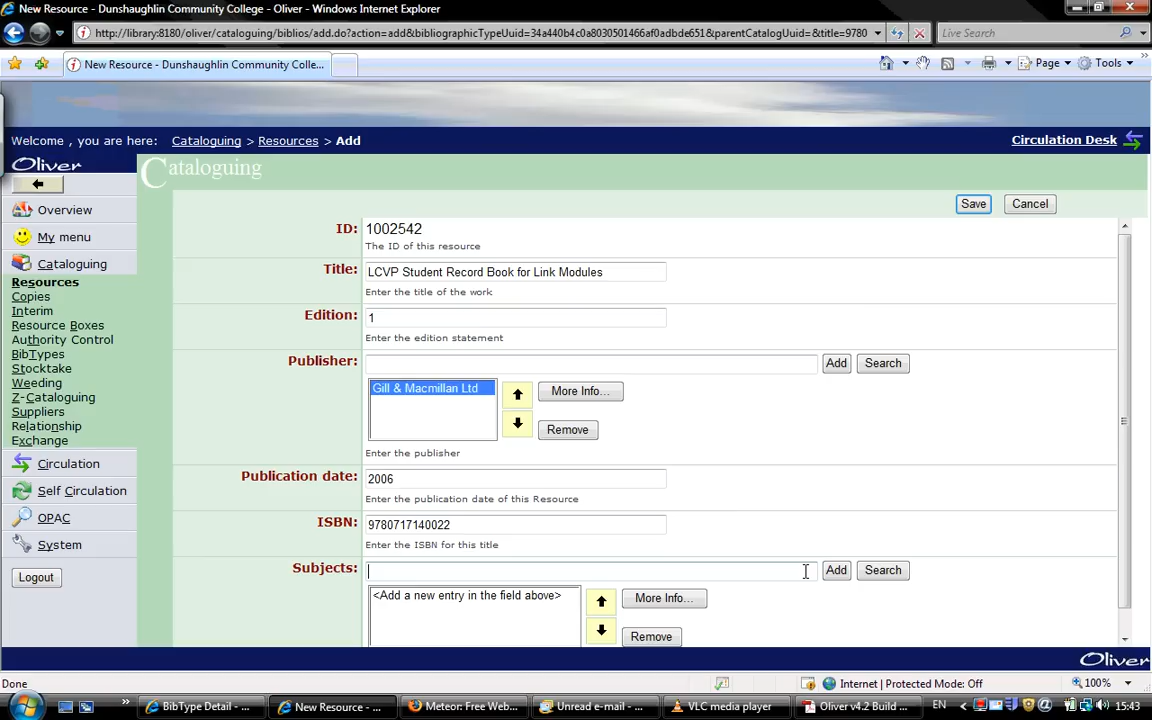 New Resource - Dunshaughlin Community College - Oliver - Windows Internet Explorer
http://library:8180/oliver/cataloguing/biblios/add.do?action=add&bibliographicTypeUuid=34a440b4c0a8030501466af0adbde651&parentCatalogUuid=&title=9780
Live Search
New Resource - Dunshaughlin Community Colle...
Page
Tools
Welcome , you are here: Cataloguing > Resources > Add
Circulation Desk
Oliver
Cataloguing
Save
Cancel
Overview
My menu
Cataloguing
Resources
Copies
Interim
Resource Boxes
Authority Control
BibTypes
Stocktake
Weeding
Z-Cataloguing
Suppliers
Relationship
Exchange
Circulation
Self Circulation
OPAC
System
Logout
ID: 1002542
The ID of this resource
Title: LCVP Student Record Book for Link Modules
Enter the title of the work
Edition: 1
Enter the edition statement
Publisher:
Add
Search
Gill & Macmillan Ltd
More Info...
Remove
Enter the publisher
Publication date: 2006
Enter the publication date of this Resource
ISBN: 9780717140022
Enter the ISBN for this title
Subjects:
Add
Search
<Add a new entry in the field above>
More Info...
Remove
Oliver
Done
Internet | Protected Mode: Off
100%
BibType Detail - ...
New Resource - ...
Meteor: Free Web...
Unread e-mail - ...
VLC media player
Oliver v4.2 Build ...
EN
15:43